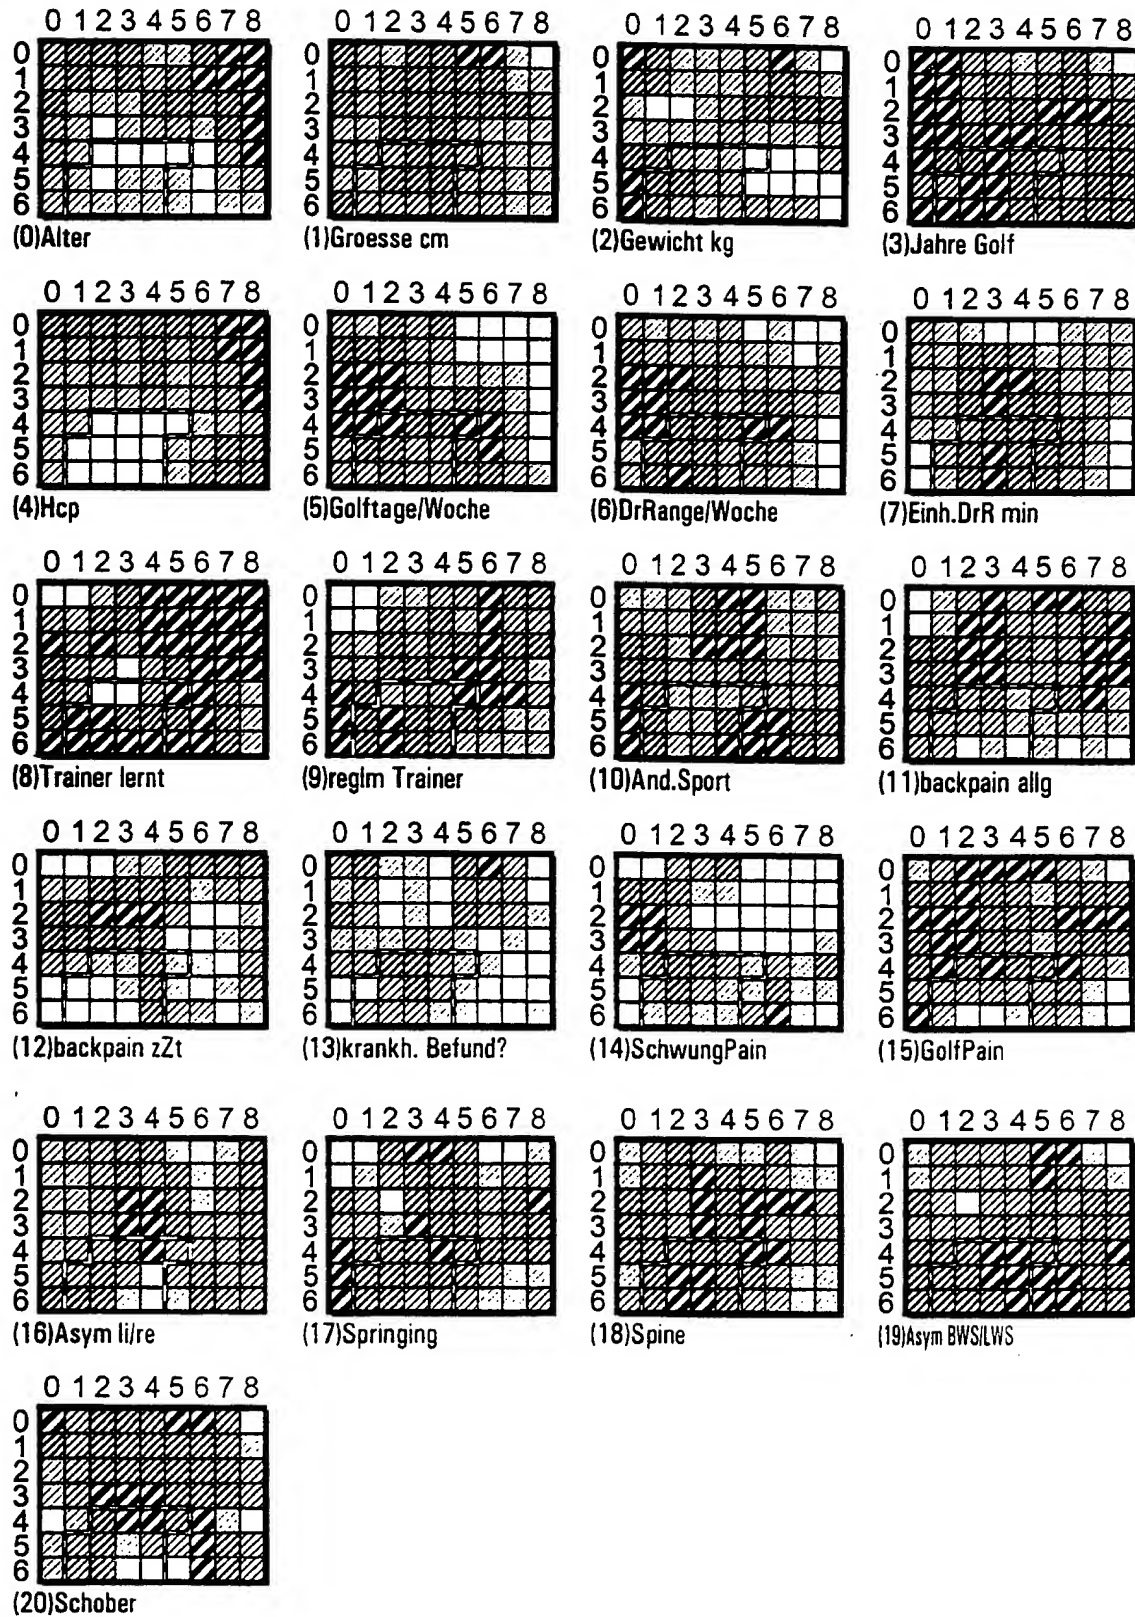 0 1 2 3 4 5 6 7 8 0 1 2 3 4 5 6 7 8 0 1 2 3 4 5 6 7 8 0 1 2 3 4 5 6 7 8
0 0 0 0
1 1 1 1
2 2 2 2
3 3 3 3
4 4 4 4
5 5 5 5
6 6 6 6
(0)Alter (1)Groesse cm (2)Gewicht kg (3)Jahre Golf
0 1 2 3 4 5 6 7 8 0 1 2 3 4 5 6 7 8 0 1 2 3 4 5 6 7 8 0 1 2 3 4 5 6 7 8
0 0 0 0
1 1 1 1
2 2 2 2
3 3 3 3
4 4 4 4
5 5 5 5
6 6 6 6
(4)Hcp (5)Golftage/Woche (6)DrRange/Woche (7)Einh.DrR min
0 1 2 3 4 5 6 7 8 0 1 2 3 4 5 6 7 8 0 1 2 3 4 5 6 7 8 0 1 2 3 4 5 6 7 8
0 0 0 0
1 1 1 1
2 2 2 2
3 3 3 3
4 4 4 4
5 5 5 5
6 6 6 6
(8)Trainer lernt (9)reglm Trainer (10)And.Sport (11)backpain allg
0 1 2 3 4 5 6 7 8 0 1 2 3 4 5 6 7 8 0 1 2 3 4 5 6 7 8 0 1 2 3 4 5 6 7 8
0 0 0 0
1 1 1 1
2 2 2 2
3 3 3 3
4 4 4 4
5 5 5 5
6 6 6 6
(12)backpain zZt (13)krankh. Befund? (14)SchwungPain (15)GolfPain
0 1 2 3 4 5 6 7 8 0 1 2 3 4 5 6 7 8 0 1 2 3 4 5 6 7 8 0 1 2 3 4 5 6 7 8
0 0 0 0
1 1 1 1
2 2 2 2
3 3 3 3
4 4 4 4
5 5 5 5
6 6 6 6
(16)Asym li/re (17)Springing (18)Spine (19)Asym BWS/LWS
0 1 2 3 4 5 6 7 8
0
1
2
3
4
5
6
(20)Schober